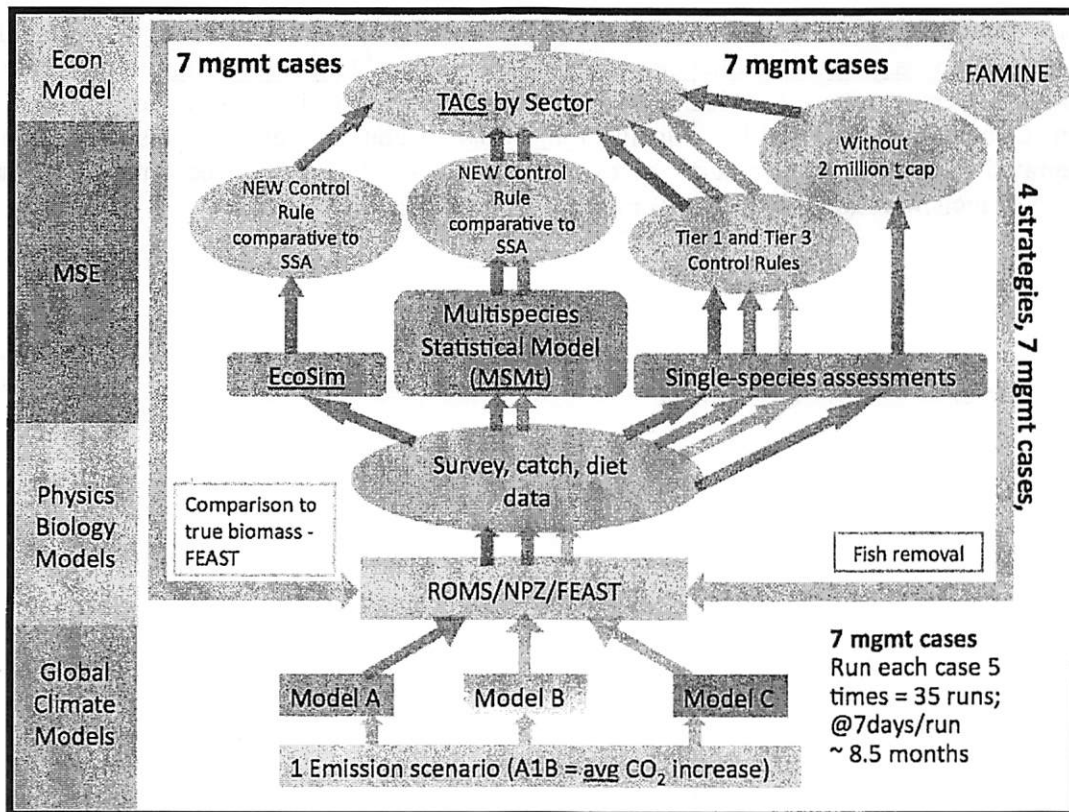 Econ
Model
MSE
Physics
Biology
Models
Global
Climate
Models
7 mgmt cases
7 mgmt cases
FAMINE
TACs by Sector
Without
2 million t cap
NEW Control
Rule
comparative to
SSA
NEW Control
Rule
comparative to
SSA
Tier 1 and Tier 3
Control Rules
4 strategies, 7 mgmt cases,
EcoSim
Multispecies
Statistical Model
(MSMt)
Single-species assessments
Survey, catch, diet
data
Comparison to
true biomass -
FEAST
Fish removal
ROMS/NPZ/FEAST
Model A
Model B
Model C
7 mgmt cases
Run each case 5
times = 35 runs;
@7days/run
~ 8.5 months
1 Emission scenario (A1B = avg CO₂ increase)